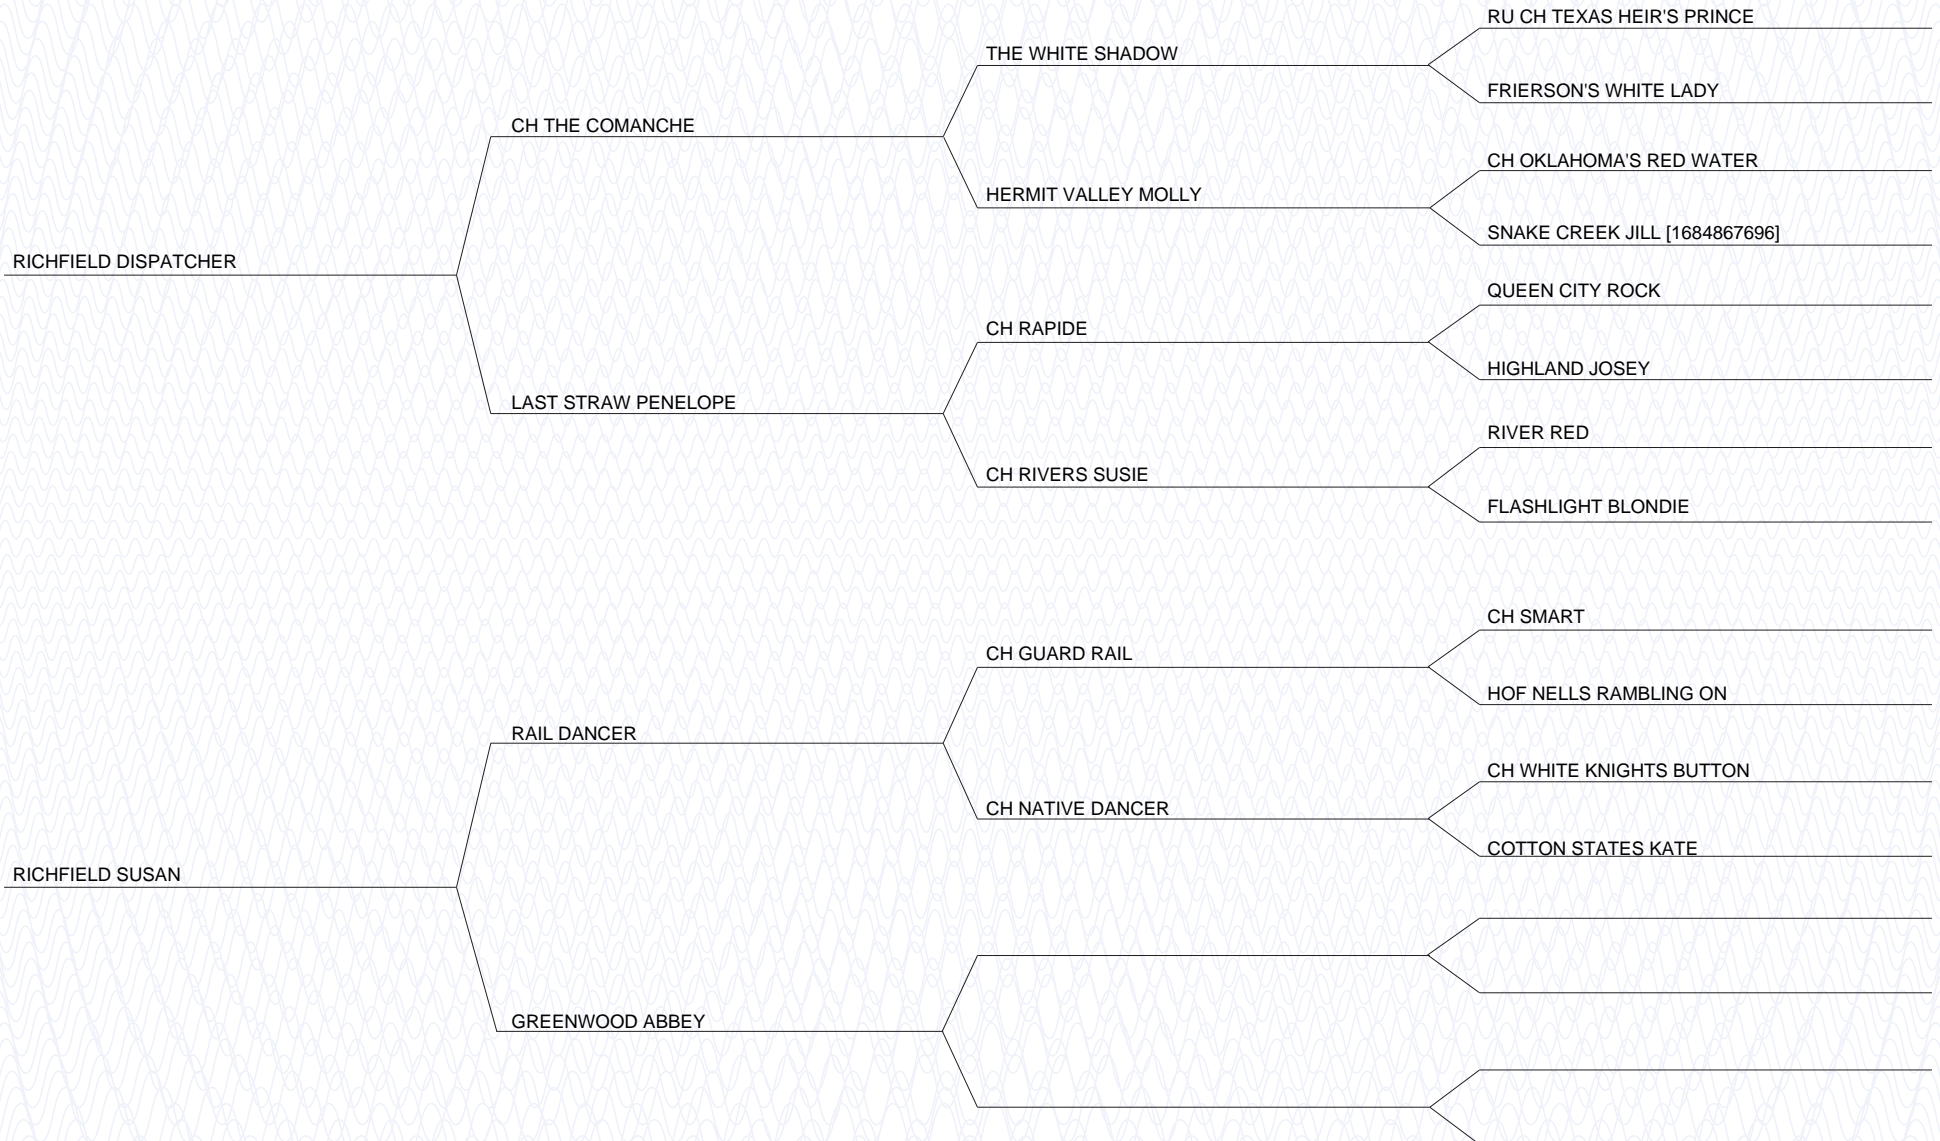 RU CH TEXAS HEIR'S PRINCE
THE WHITE SHADOW
FRIERSON'S WHITE LADY
CH THE COMANCHE
CH OKLAHOMA'S RED WATER
HERMIT VALLEY MOLLY
SNAKE CREEK JILL [1684867696]
RICHFIELD DISPATCHER
QUEEN CITY ROCK
CH RAPIDE
HIGHLAND JOSEY
LAST STRAW PENELOPE
RIVER RED
CH RIVERS SUSIE
FLASHLIGHT BLONDIE
CH SMART
CH GUARD RAIL
HOF NELLS RAMBLING ON
RAIL DANCER
CH WHITE KNIGHTS BUTTON
CH NATIVE DANCER
COTTON STATES KATE
RICHFIELD SUSAN
GREENWOOD ABBEY